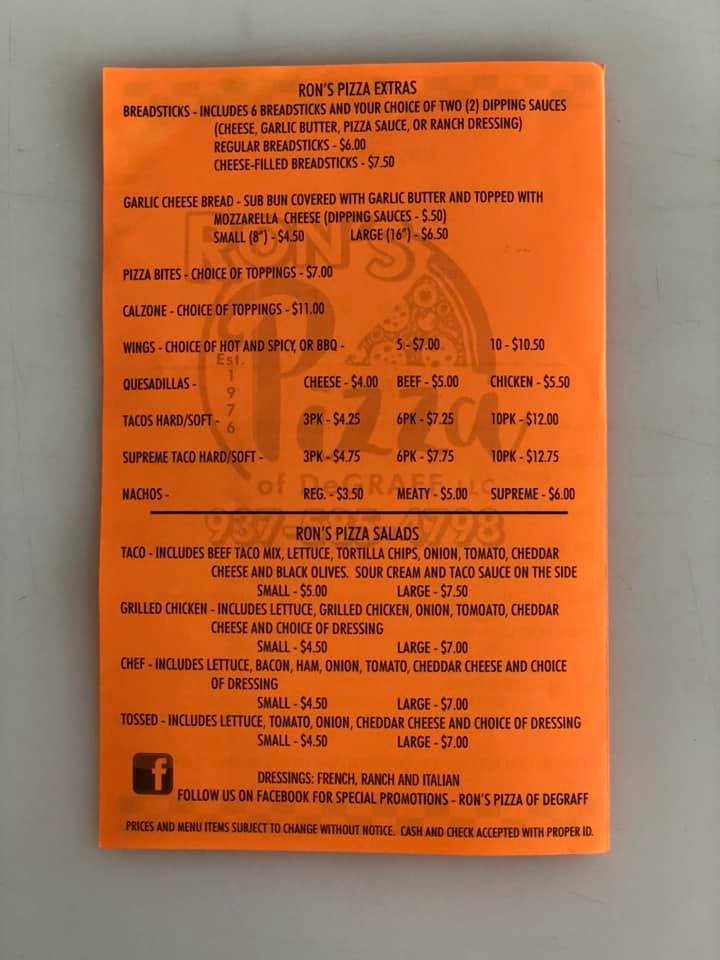 RON'S PIZZA EXTRAS
BREADSTICKS - INCLUDES 6 BREADSTICKS AND YOUR CHOICE OF TWO (2) DIPPING SAUCES
(CHEESE, GARLIC BUTTER, PIZZA SAUCE, OR RANCH DRESSING)
REGULAR BREADSTICKS - $6.00
CHEESE-FILLED BREADSTICKS - $7.50
GARLIC CHEESE BREAD - SUB BUN COVERED WITH GARLIC BUTTER AND TOPPED WITH
MOZZARELLA CHEESE (DIPPING SAUCES - $.50)
SMALL (8") - $4.50 LARGE (16") - $6.50
RON'S
PIZZA BITES - CHOICE OF TOPPINGS - $7.00
CALZONE - CHOICE OF TOPPINGS - $11.00
WINGS - CHOICE OF HOT AND SPICY, OR BBQ - 5 - $7.00 10 - $10.50
Est. 1976
Pizza
QUESADILLAS - CHEESE - $4.00 BEEF - $5.00 CHICKEN - $5.50
TACOS HARD/SOFT - 3PK - $4.25 6PK - $7.25 10PK - $12.00
SUPREME TACO HARD/SOFT - 3PK - $4.75 6PK - $7.75 10PK - $12.75
of DeGRAFF LLC
NACHOS - REG. - $3.50 MEATY - $5.00 SUPREME - $6.00
RON'S PIZZA SALADS
TACO - INCLUDES BEEF TACO MIX, LETTUCE, TORTILLA CHIPS, ONION, TOMATO, CHEDDAR
CHEESE AND BLACK OLIVES. SOUR CREAM AND TACO SAUCE ON THE SIDE
SMALL - $5.00 LARGE - $7.50
GRILLED CHICKEN - INCLUDES LETTUCE, GRILLED CHICKEN, ONION, TOMOATO, CHEDDAR
CHEESE AND CHOICE OF DRESSING
SMALL - $4.50 LARGE - $7.00
CHEF - INCLUDES LETTUCE, BACON, HAM, ONION, TOMATO, CHEDDAR CHEESE AND CHOICE
OF DRESSING
SMALL - $4.50 LARGE - $7.00
TOSSED - INCLUDES LETTUCE, TOMATO, ONION, CHEDDAR CHEESE AND CHOICE OF DRESSING
SMALL - $4.50 LARGE - $7.00
f
DRESSINGS: FRENCH, RANCH AND ITALIAN
FOLLOW US ON FACEBOOK FOR SPECIAL PROMOTIONS - RON'S PIZZA OF DEGRAFF
PRICES AND MENU ITEMS SUBJECT TO CHANGE WITHOUT NOTICE. CASH AND CHECK ACCEPTED WITH PROPER ID.